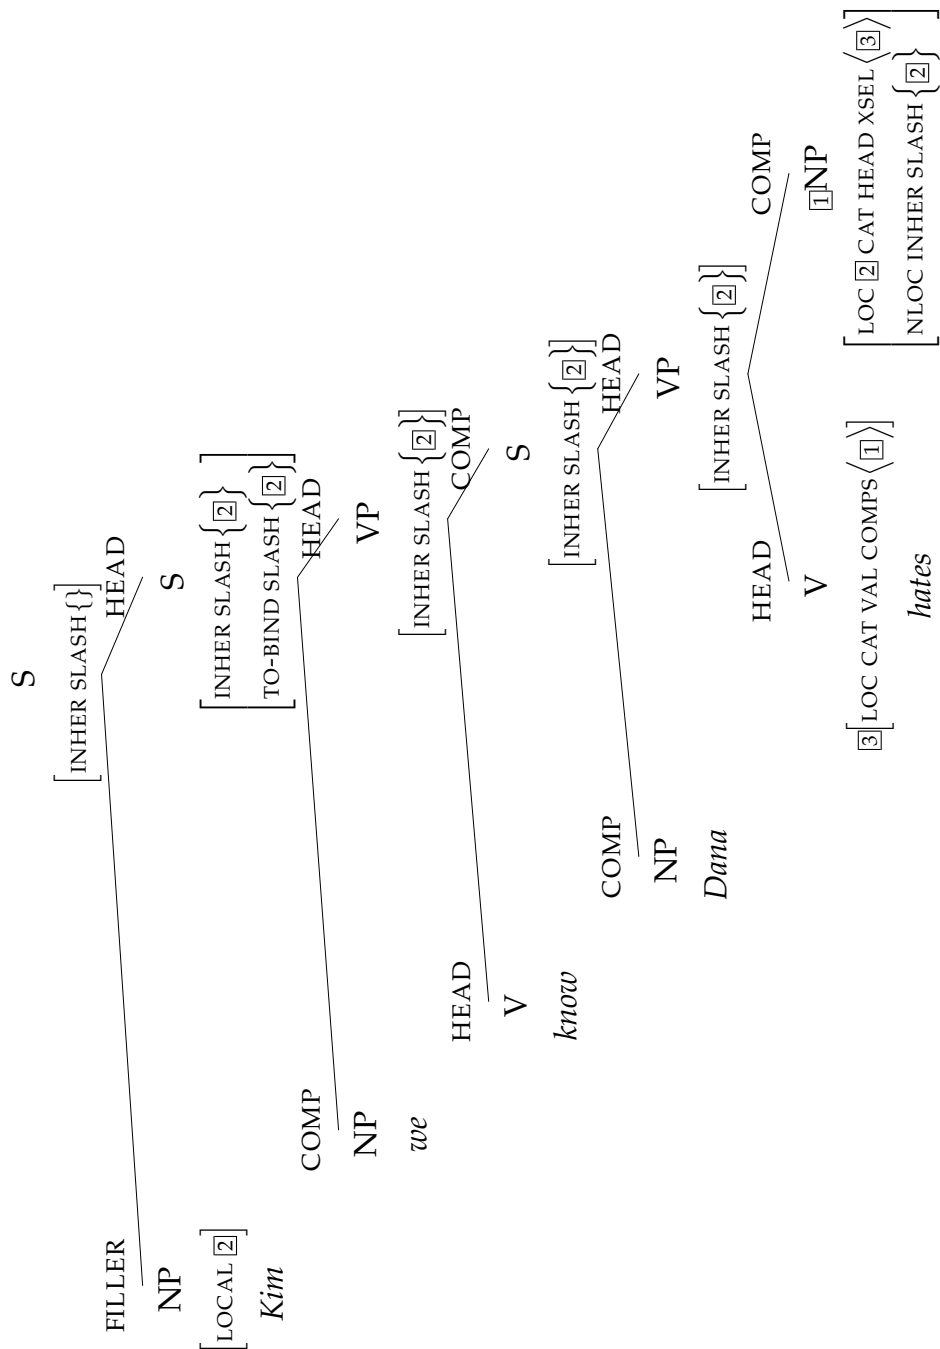 S
[INHER SLASH {}]
FILLER HEAD
NP S
[LOCAL 2] [INHER SLASH {2}
TO-BIND SLASH {2}]
Kim
COMP HEAD
NP VP
we [INHER SLASH {2}]
HEAD COMP
V S
know [INHER SLASH {2}]
COMP HEAD
NP VP
Dana [INHER SLASH {2}]
HEAD COMP
V 1NP
3[LOC CAT VAL COMPS ⟨1⟩] [LOC 2 CAT HEAD XSEL ⟨3⟩
NLOC INHER SLASH {2}]
hates